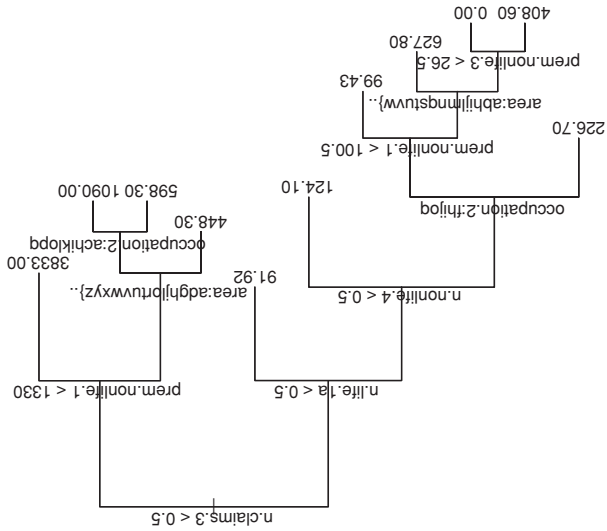 n.claims.3 < 0.5
n.life.1a < 0.5
prem.nonlife.1 < 1330
n.nonlife.4 < 0.5
area:adghijlortuvwxyz{..
91.92
3833.00
448.30
occupation.2:achiklopq
occupation.2:fhijoq
598.30
1090.00
124.10
prem.nonlife.1 < 100.5
226.70
area:abhijlmnqstuvw{..
99.43
prem.nonlife.3 < 26.5
627.80
408.60
0.00